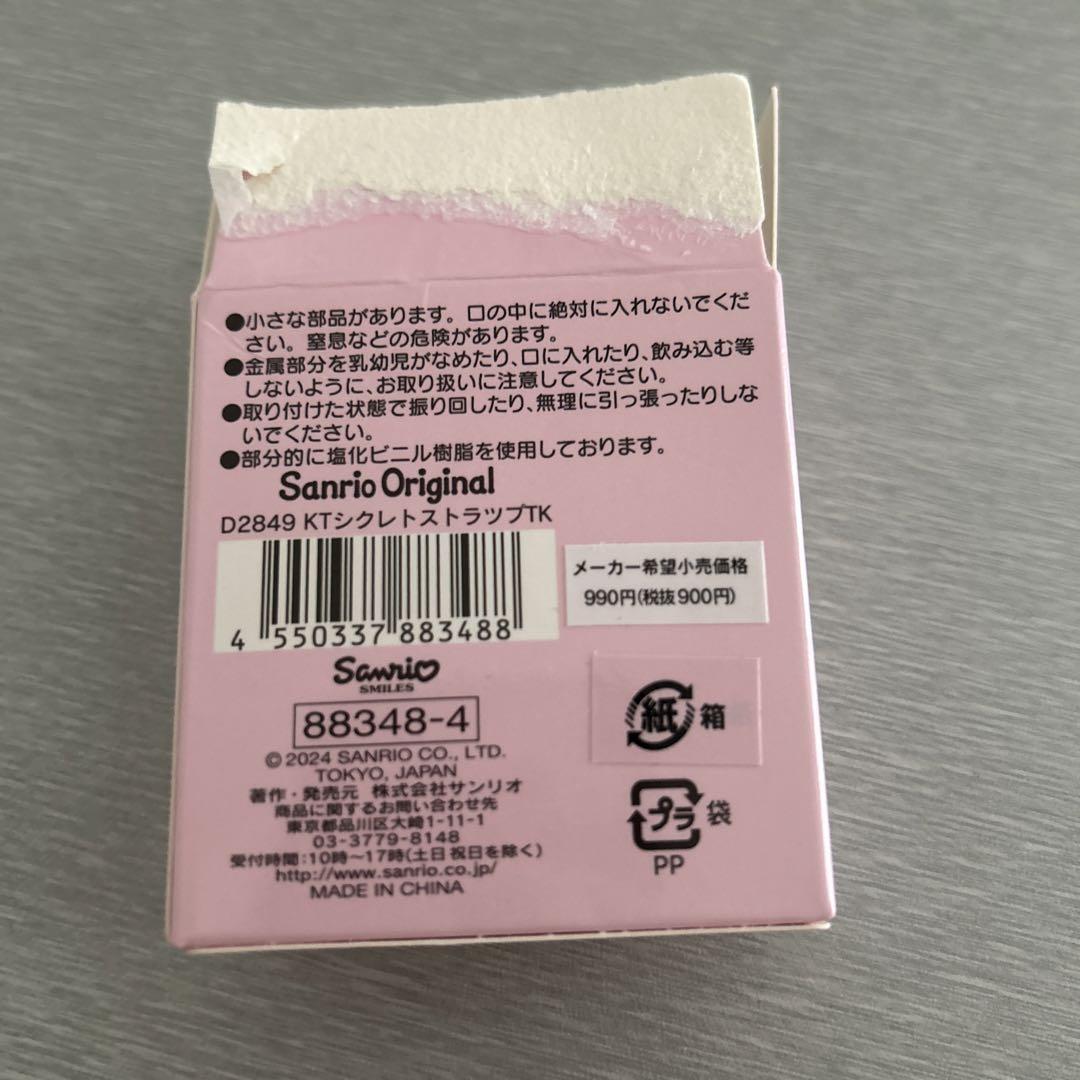 ●小さな部品があります。口の中に絶対に入れないでくだ
さい。窒息などの危険があります。
●金属部分を乳幼児がなめたり、口に入れたり、飲み込む等
しないように、お取り扱いに注意してください。
●取り付けた状態で振り回したり、無理に引っ張ったりしな
いでください。
●部分的に塩化ビニル樹脂を使用しております。
Sanrio Original
D2849 KTシクレトストラツプTK
4 550337 883488
メーカー希望小売価格
990円(税抜900円)
Sanrio
SMILES
88348-4
© 2024 SANRIO CO., LTD.
TOKYO, JAPAN
著作・発売元 株式会社サンリオ
商品に関するお問い合わせ先
東京都品川区大崎1-11-1
03-3779-8148
受付時間:10時~17時(土日祝日を除く)
http://www.sanrio.co.jp/
MADE IN CHINA
紙 箱
プラ 袋
PP